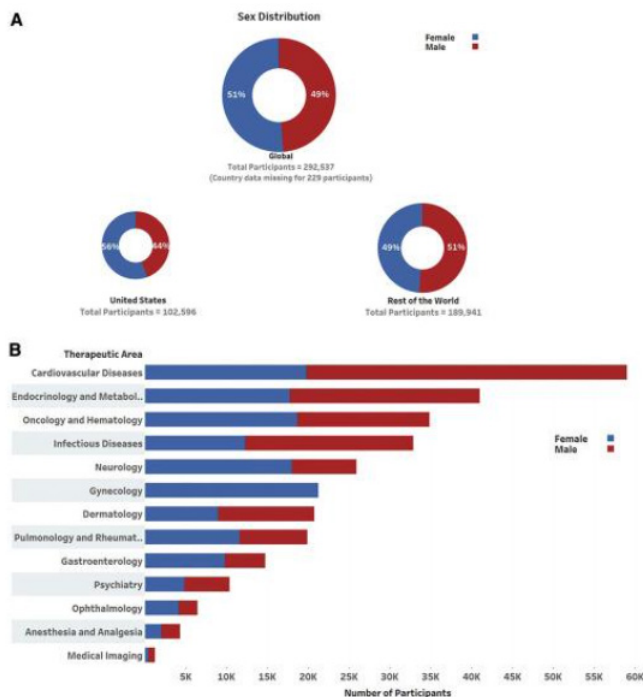 A
Sex Distribution
Female
Male
51%
49%
Global
Total Participants = 292,537
(Country data missing for 229 participants)
56%
44%
49%
51%
United States
Total Participants = 102,596
Rest of the World
Total Participants = 189,941
B
Therapeutic Area
Cardiovascular Diseases
Endocrinology and Metabol..
Oncology and Hematology
Infectious Diseases
Female
Male
Neurology
Gynecology
Dermatology
Pulmonology and Rheumat..
Gastroenterology
Psychiatry
Ophthalmology
Anesthesia and Analgesia
Medical Imaging
5K 10K 15K 20K 25K 30K 35K 40K 45K 50K 55K 60K
Number of Participants